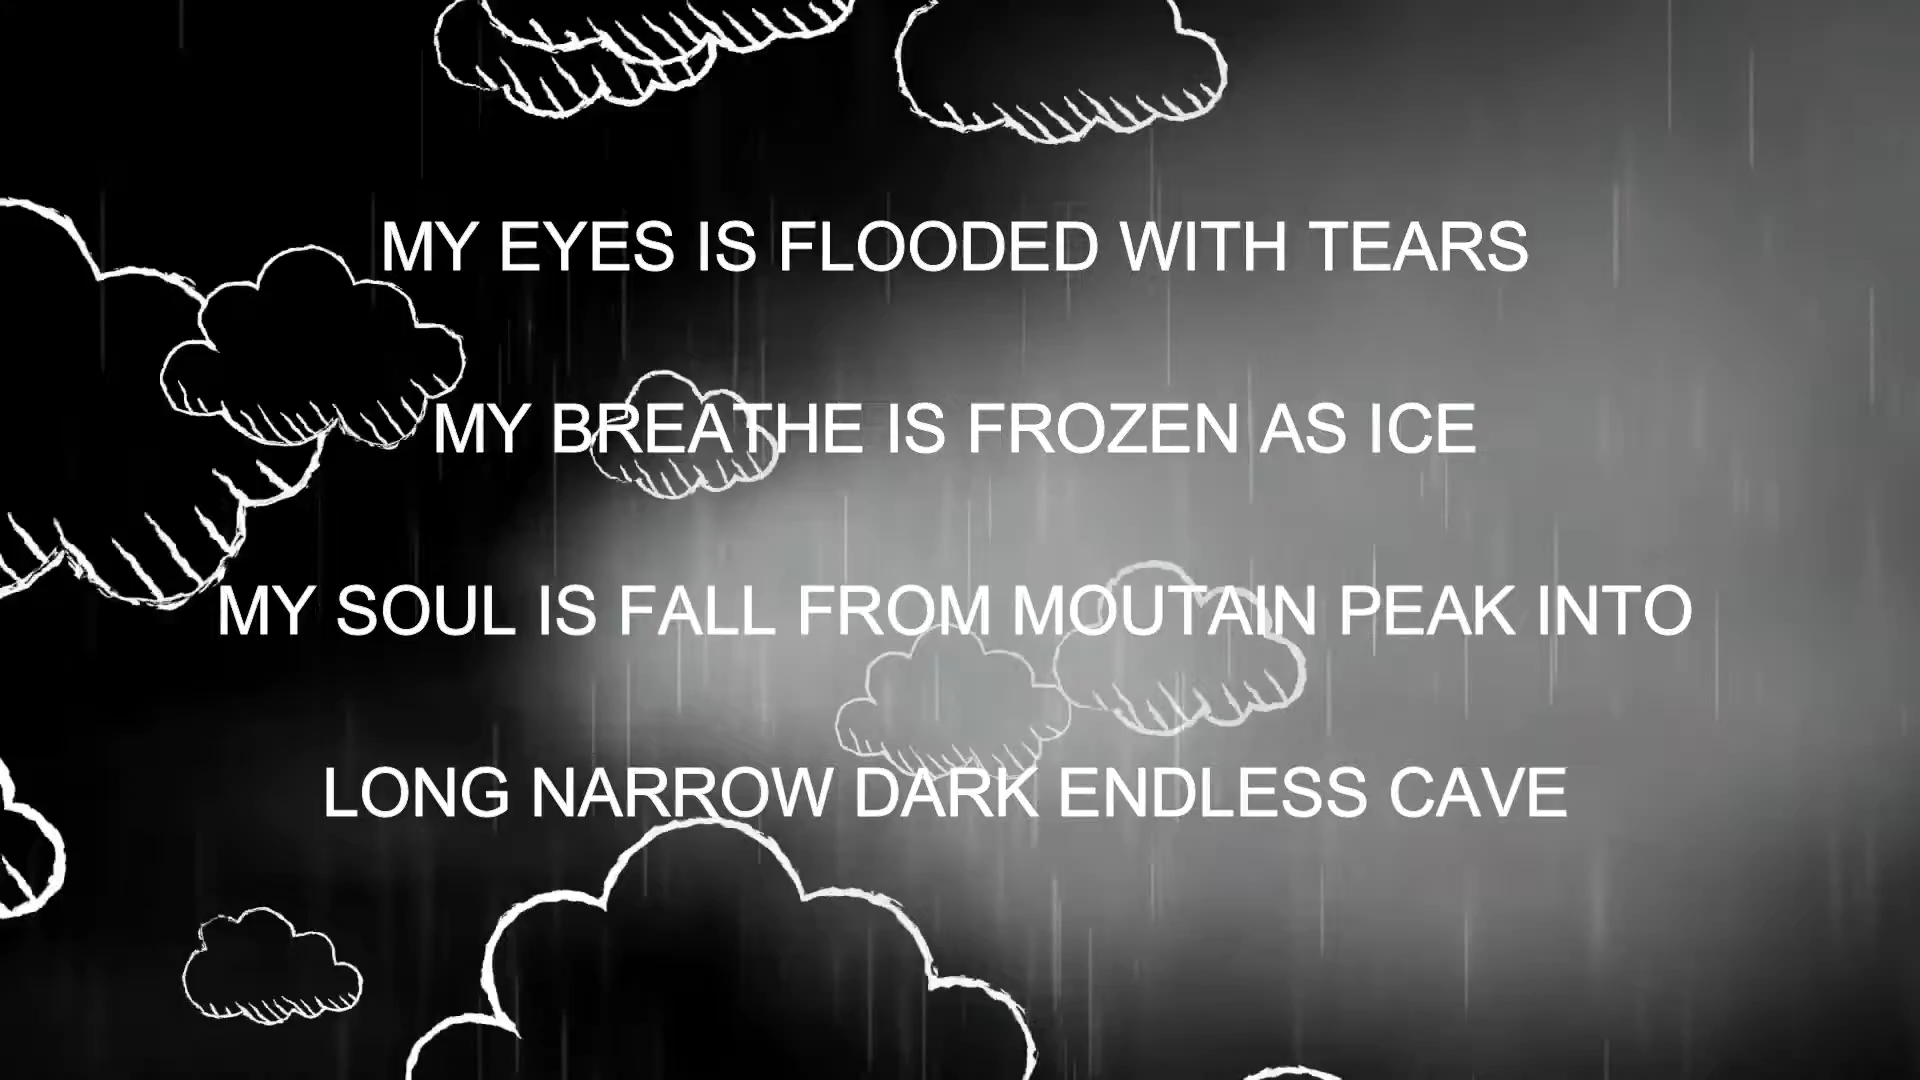 MY EYES IS FLOODED WITH TEARS
MY BREATHE IS FROZEN AS ICE
MY SOUL IS FALL FROM MOUTAIN PEAK INTO
LONG NARROW DARK ENDLESS CAVE